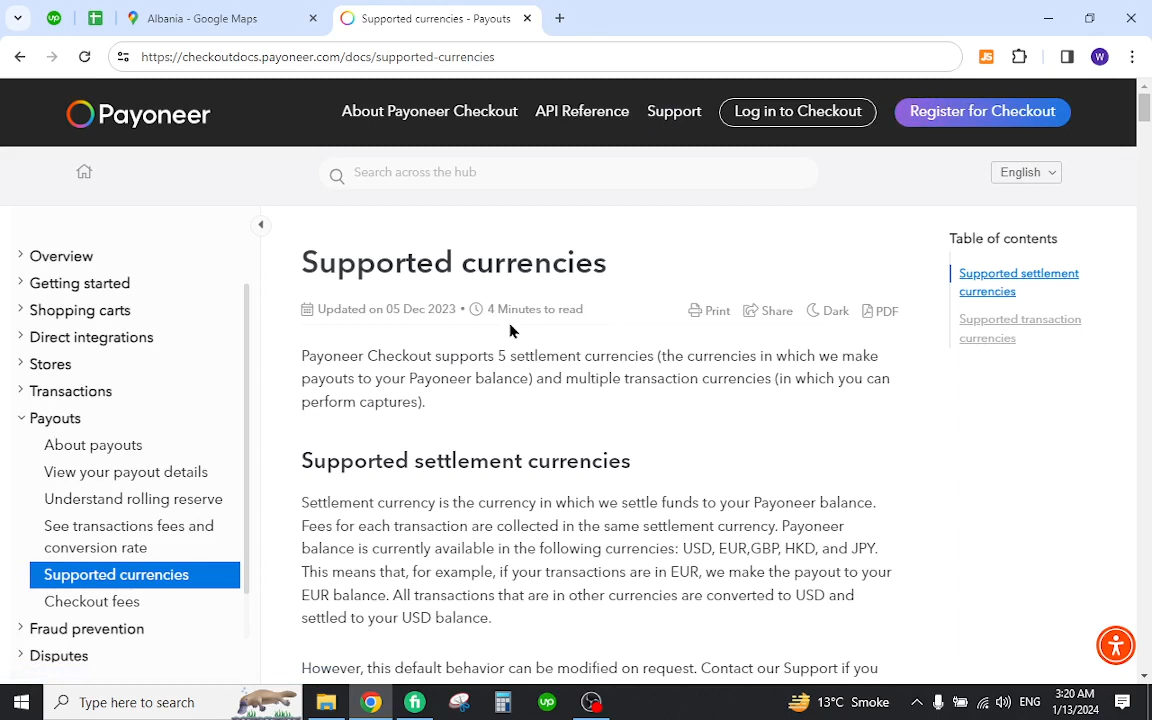 Albania - Google Maps
Supported currencies - Payouts
https://checkoutdocs.payoneer.com/docs/supported-currencies
JS
W
Payoneer
About Payoneer Checkout
API Reference
Support
Log in to Checkout
Register for Checkout
Search across the hub
English
Overview
Getting started
Shopping carts
Direct integrations
Stores
Transactions
Payouts
About payouts
View your payout details
Understand rolling reserve
See transactions fees and
conversion rate
Supported currencies
Checkout fees
Fraud prevention
Disputes
Supported currencies
Updated on 05 Dec 2023 • 4 Minutes to read
Print
Share
Dark
PDF
Payoneer Checkout supports 5 settlement currencies (the currencies in which we make
payouts to your Payoneer balance) and multiple transaction currencies (in which you can
perform captures).
Supported settlement currencies
Settlement currency is the currency in which we settle funds to your Payoneer balance.
Fees for each transaction are collected in the same settlement currency. Payoneer
balance is currently available in the following currencies: USD, EUR,GBP, HKD, and JPY.
This means that, for example, if your transactions are in EUR, we make the payout to your
EUR balance. All transactions that are in other currencies are converted to USD and
settled to your USD balance.
However, this default behavior can be modified on request. Contact our Support if you
Table of contents
Supported settlement
currencies
Supported transaction
currencies
Type here to search
fi
up
13°C Smoke
ENG
3:20 AM
1/13/2024